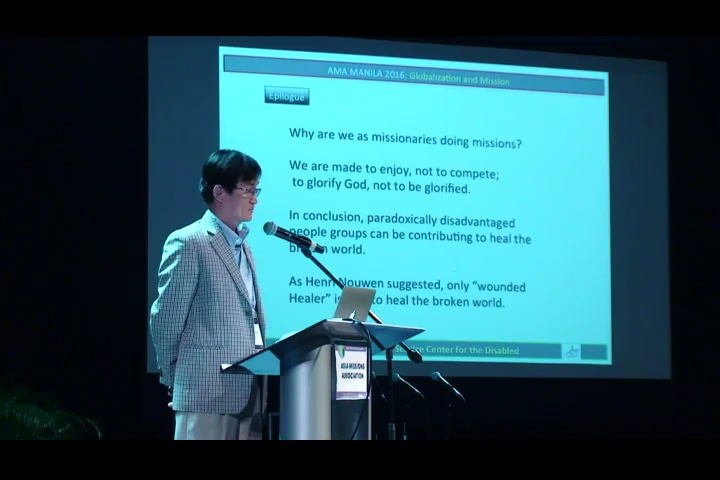 AMA MANILA 2016: Globalization and Mission
Epilogue
Why are we as missionaries doing missions?
We are made to enjoy, not to compete;
to glorify God, not to be glorified.
In conclusion, paradoxically disadvantaged
people groups can be contributing to heal the
world.
As Henri Nouwen suggested, only “wounded
Healer” to heal the broken world.
Center for the Disabled
ASIA MISSIONS
ASSOCIATION